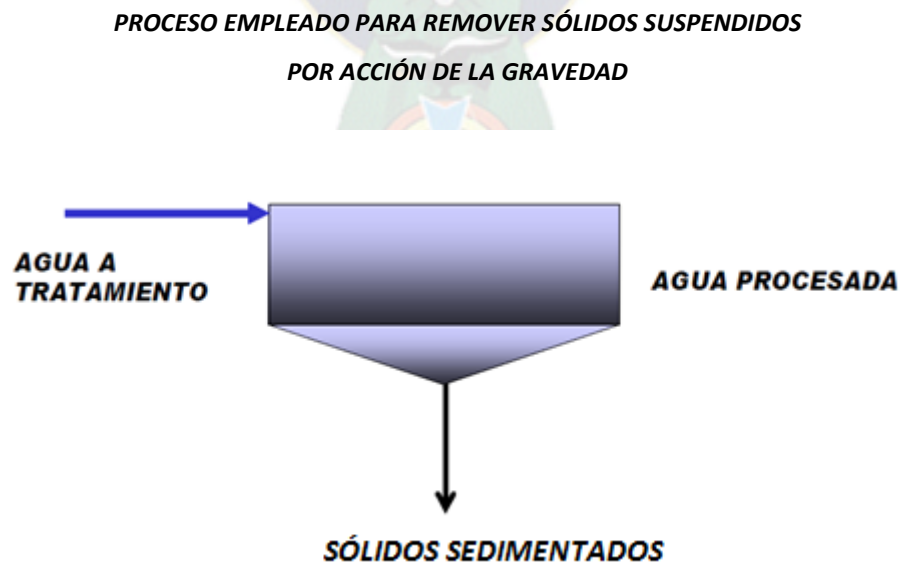 PROCESO EMPLEADO PARA REMOVER SÓLIDOS SUSPENDIDOS
POR ACCIÓN DE LA GRAVEDAD
AGUA A
TRATAMIENTO
AGUA PROCESADA
SÓLIDOS SEDIMENTADOS